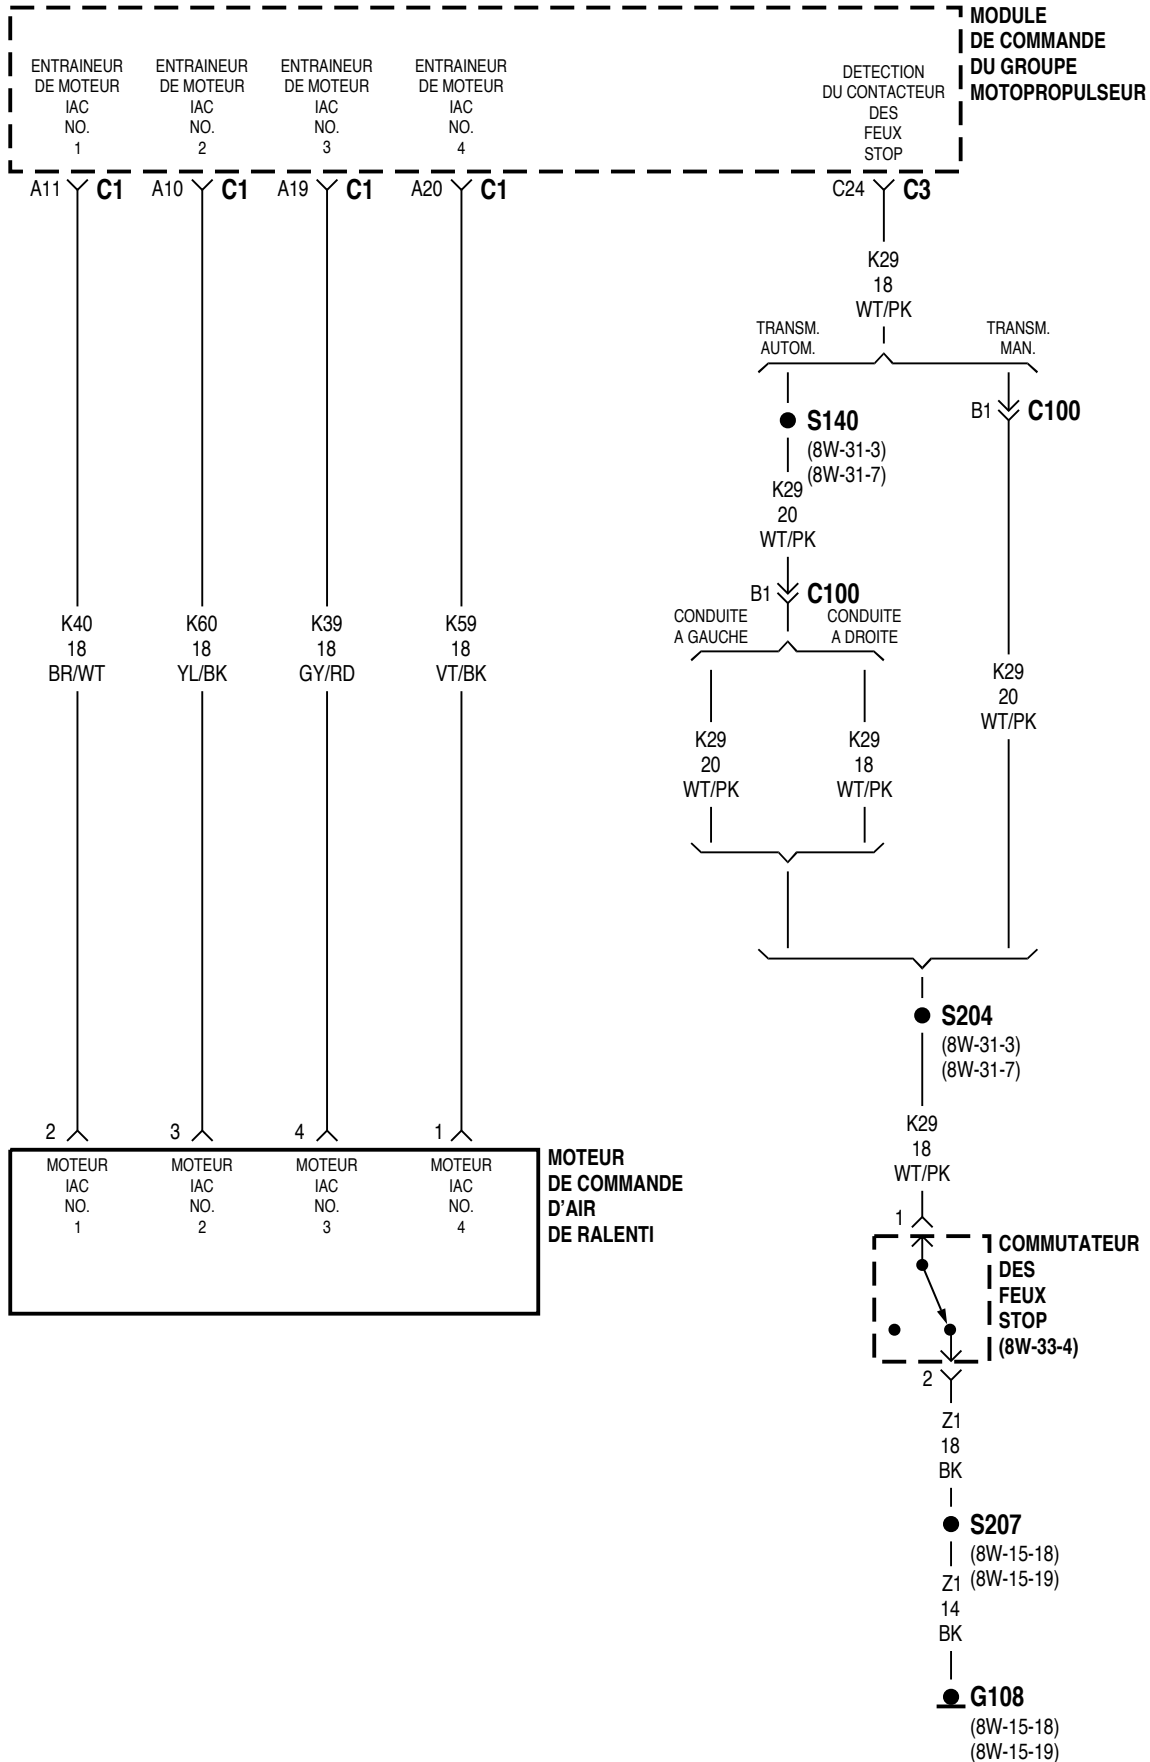 MODULE
DE COMMANDE
DU GROUPE
MOTOPROPULSEUR
ENTRAINEUR
DE MOTEUR
IAC
NO.
1
ENTRAINEUR
DE MOTEUR
IAC
NO.
2
ENTRAINEUR
DE MOTEUR
IAC
NO.
3
ENTRAINEUR
DE MOTEUR
IAC
NO.
4
DETECTION
DU CONTACTEUR
DES
FEUX
STOP
A11 C1
A10 C1
A19 C1
A20 C1
C24 C3
K29
18
WT/PK
TRANSM.
AUTOM.
TRANSM.
MAN.
B1 C100
S140
(8W-31-3)
(8W-31-7)
K29
20
WT/PK
B1 C100
CONDUITE
A GAUCHE
CONDUITE
A DROITE
K40
18
BR/WT
K60
18
YL/BK
K39
18
GY/RD
K59
18
VT/BK
K29
20
WT/PK
K29
20
WT/PK
K29
18
WT/PK
S204
(8W-31-3)
(8W-31-7)
K29
18
WT/PK
2
3
4
1
MOTEUR
IAC
NO.
1
MOTEUR
IAC
NO.
2
MOTEUR
IAC
NO.
3
MOTEUR
IAC
NO.
4
MOTEUR
DE COMMANDE
D'AIR
DE RALENTI
1
COMMUTATEUR
DES
FEUX
STOP
(8W-33-4)
2
Z1
18
BK
S207
(8W-15-18)
(8W-15-19)
Z1
14
BK
G108
(8W-15-18)
(8W-15-19)